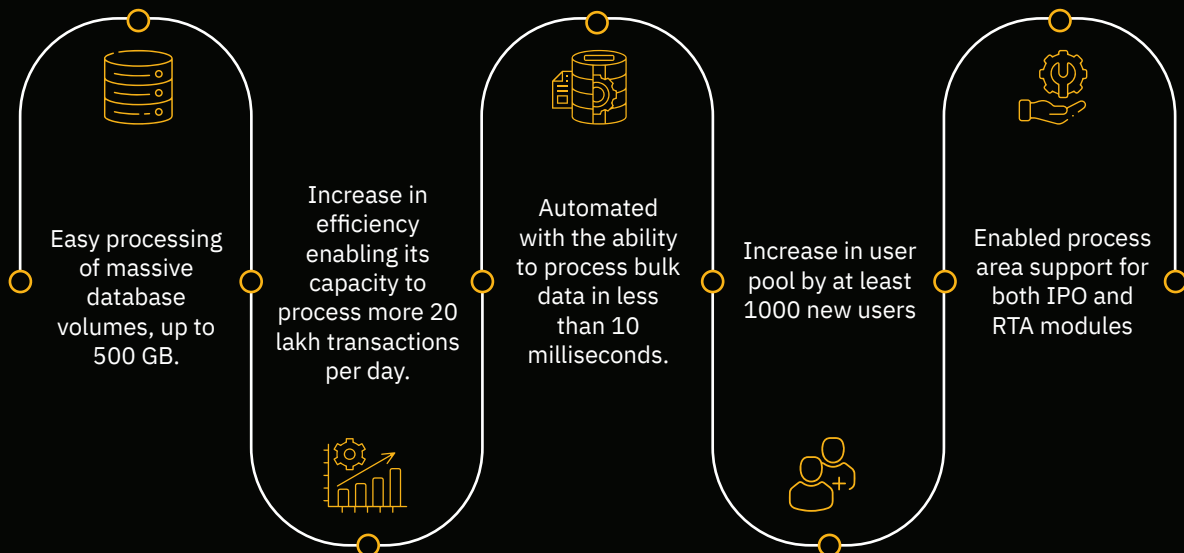 Easy processing
of massive
database
volumes, up to
500 GB.
Increase in
efficiency
enabling its
capacity to
process more 20
lakh transactions
per day.
Automated
with the ability
to process bulk
data in less
than 10
milliseconds.
Increase in user
pool by at least
1000 new users
Enabled process
area support for
both IPO and
RTA modules